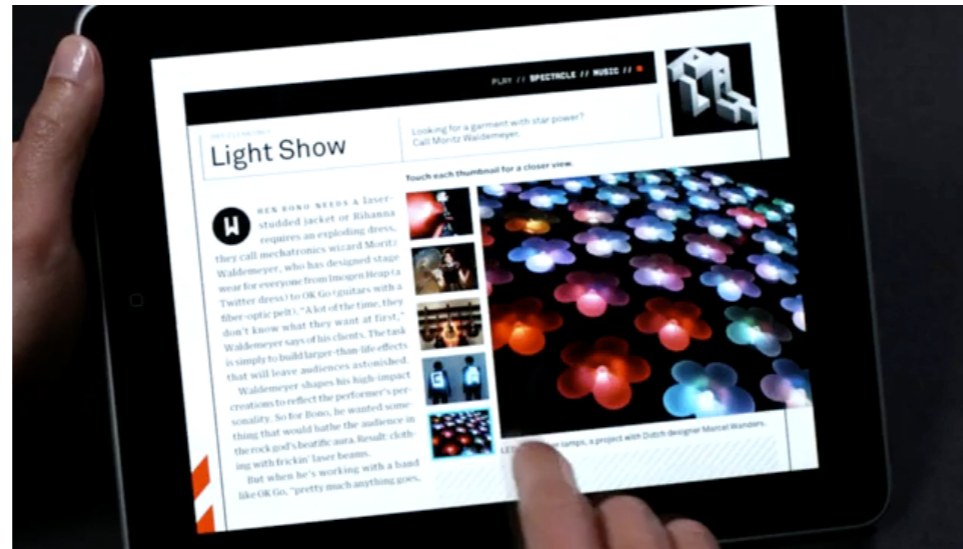 PLAY // SPECTACLE // MUSIC //
PLAY
Light Show
Looking for a garment with star power?
Call Moritz Waldemeyer.
Touch each thumbnail for a closer view.
WHEN BONO NEEDS A laser-
studded jacket or Rihanna
requires an exploding dress,
they call mechatronics wizard Moritz
Waldemeyer, who has designed stage
wear for everyone from Imogen Heap (a
Twitter dress) to OK Go (guitars with a
fiber-optic pelt). "A lot of the time, they
don't know what they want at first,"
Waldemeyer says of his clients. The task
is simply to build larger-than-life effects
that will leave audiences astonished.
Waldemeyer shapes his high-impact
creations to reflect the performer's per-
sonality. So for Bono, he wanted some-
thing that would bathe the audience in
the rock god's beatific aura. Result: cloth-
ing with frickin' laser beams.
But when he's working with a band
like OK Go, "pretty much anything goes,
G A
LED lamps, a project with Dutch designer Marcel Wanders.